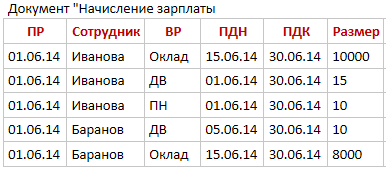 Документ "Начисление зарплаты
ПР Сотрудник ВР ПДН ПДК Размер
01.06.14 Иванова Оклад 15.06.14 30.06.14 10000
01.06.14 Иванова ДВ 01.06.14 30.06.14 15
01.06.14 Иванова ПН 01.06.14 30.06.14 10
01.06.14 Баранов ДВ 05.06.14 30.06.14 10
01.06.14 Баранов Оклад 15.06.14 30.06.14 8000